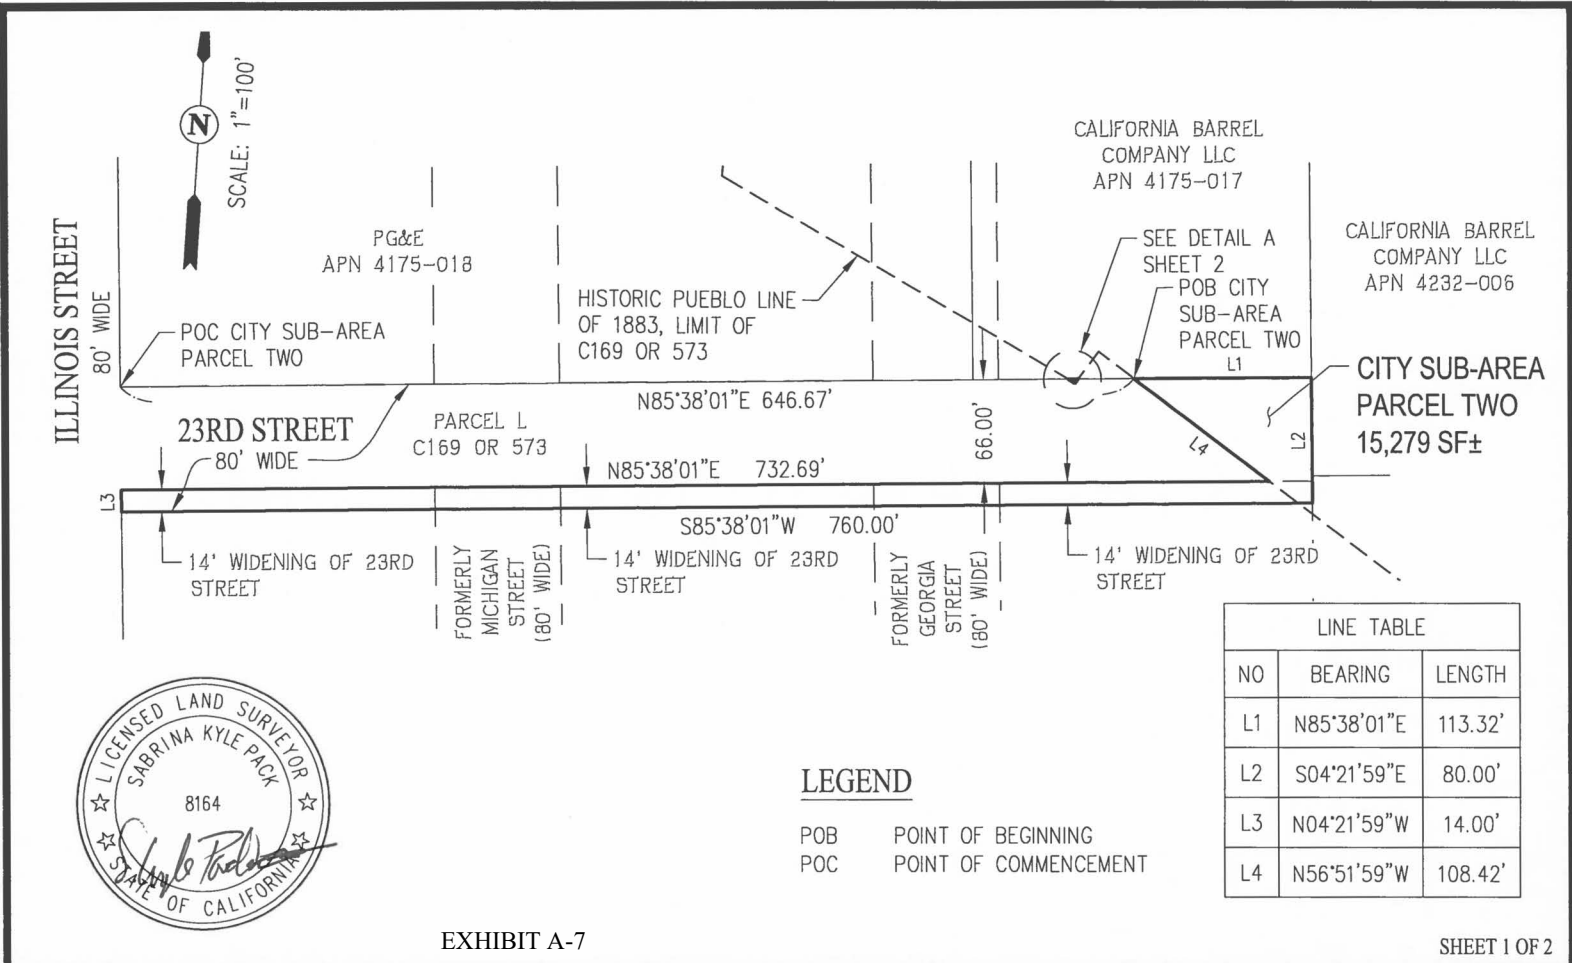 N
SCALE: 1"=100'
ILLINOIS STREET
80' WIDE
PG&E
APN 4175-018
POC CITY SUB-AREA
PARCEL TWO
HISTORIC PUEBLO LINE
OF 1883, LIMIT OF
C169 OR 573
CALIFORNIA BARREL
COMPANY LLC
APN 4175-017
SEE DETAIL A
SHEET 2
POB CITY
SUB-AREA
PARCEL TWO
L1
CALIFORNIA BARREL
COMPANY LLC
APN 4232-006
CITY SUB-AREA
PARCEL TWO
15,279 SF±
L2
L4
N85°38'01"E 646.67'
66.00'
23RD STREET
80' WIDE
PARCEL L
C169 OR 573
N85°38'01"E 732.69'
L3
S85°38'01"W 760.00'
14' WIDENING OF 23RD
STREET
FORMERLY
MICHIGAN
STREET
(80' WIDE)
14' WIDENING OF 23RD
STREET
FORMERLY
GEORGIA
STREET
(80' WIDE)
14' WIDENING OF 23RD
STREET
LINE TABLE
NO BEARING LENGTH
L1 N85°38'01"E 113.32'
L2 S04°21'59"E 80.00'
L3 N04°21'59"W 14.00'
L4 N56°51'59"W 108.42'
LICENSED LAND SURVEYOR
SABRINA KYLE PACK
8164
STATE OF CALIFORNIA
LEGEND
POB POINT OF BEGINNING
POC POINT OF COMMENCEMENT
EXHIBIT A-7
SHEET 1 OF 2